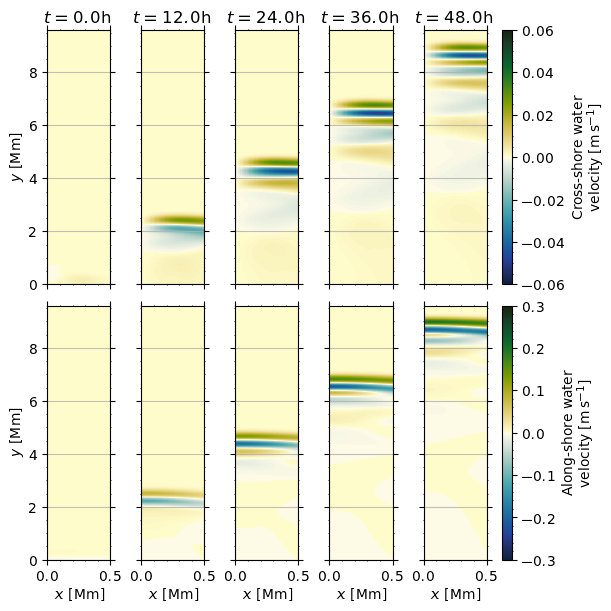 t = 0.0h t = 12.0h t = 24.0h t = 36.0h t = 48.0h
8
6
4
2
0
y [Mm]
0.06
0.04
0.02
0.00
−0.02
−0.04
−0.06
Cross-shore water
velocity [m s⁻¹]
8
6
4
2
0
y [Mm]
0.0 0.5 0.0 0.5 0.0 0.5 0.0 0.5 0.0 0.5
x [Mm] x [Mm] x [Mm] x [Mm] x [Mm]
0.3
0.2
0.1
0.0
−0.1
−0.2
−0.3
Along-shore water
velocity [m s⁻¹]